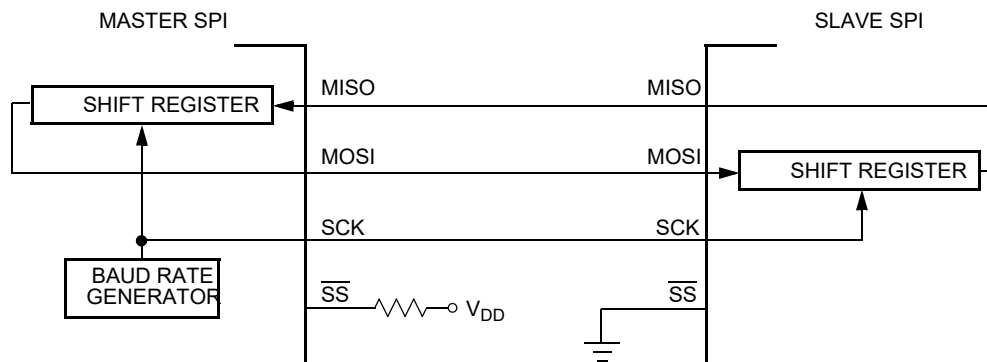 MASTER SPI
SLAVE SPI
MISO
MISO
SHIFT REGISTER
MOSI
MOSI
SHIFT REGISTER
SCK
SCK
BAUD RATE
GENERATOR
SS
VDD
SS